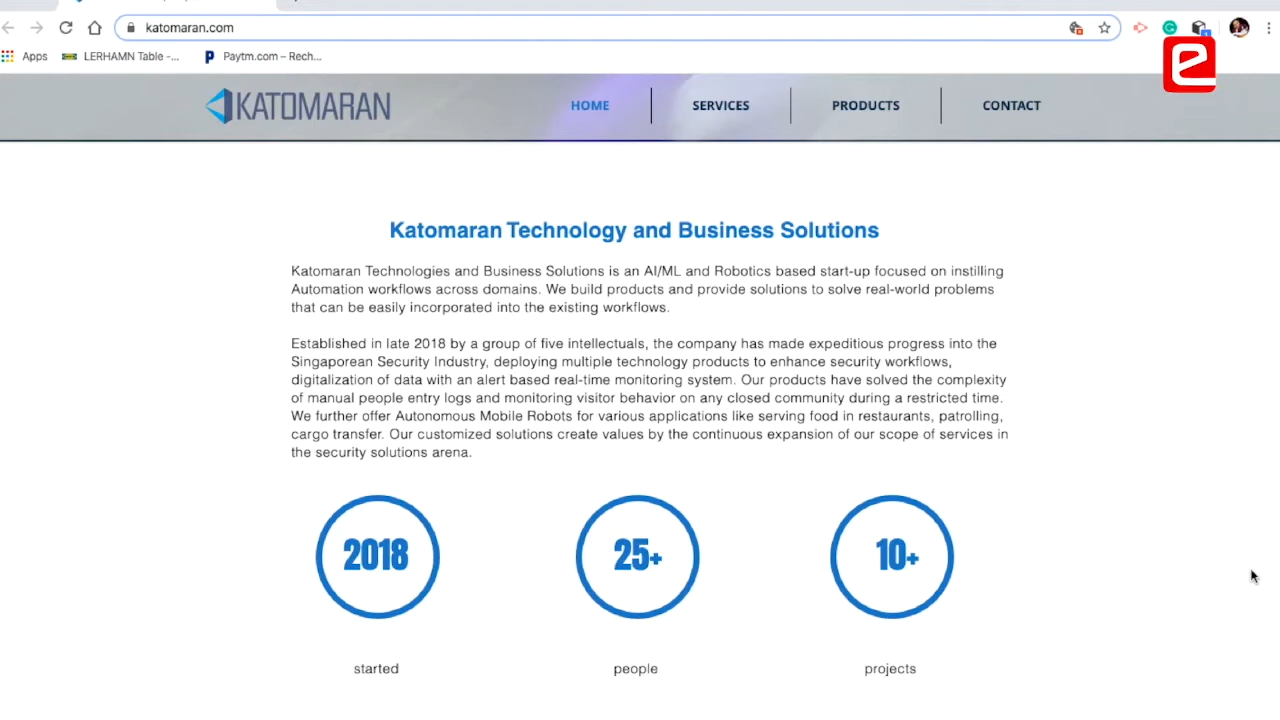 katomaran.com
Apps LERHAMN Table -... Paytm.com – Rech...
KATOMARAN HOME SERVICES PRODUCTS CONTACT
Katomaran Technology and Business Solutions
Katomaran Technologies and Business Solutions is an AI/ML and Robotics based start-up focused on instilling
Automation workflows across domains. We build products and provide solutions to solve real-world problems
that can be easily incorporated into the existing workflows.
Established in late 2018 by a group of five intellectuals, the company has made expeditious progress into the
Singaporean Security Industry, deploying multiple technology products to enhance security workflows,
digitalization of data with an alert based real-time monitoring system. Our products have solved the complexity
of manual people entry logs and monitoring visitor behavior on any closed community during a restricted time.
We further offer Autonomous Mobile Robots for various applications like serving food in restaurants, patrolling,
cargo transfer. Our customized solutions create values by the continuous expansion of our scope of services in
the security solutions arena.
2018 25+ 10+
started people projects